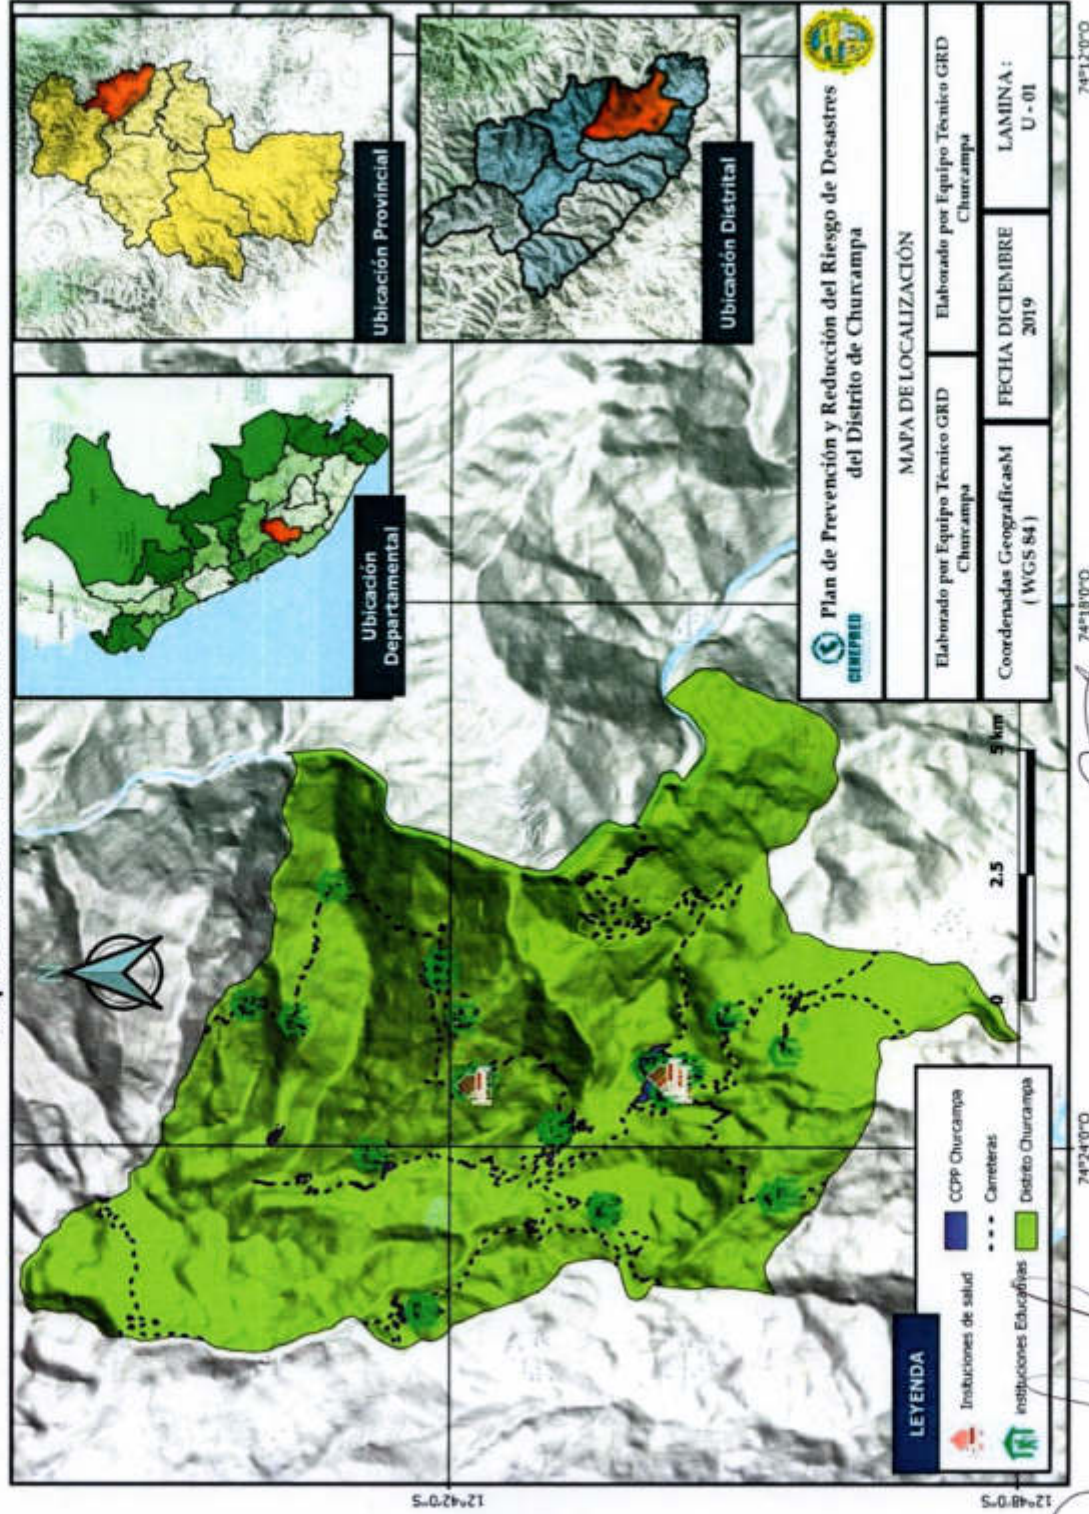 Ubicación
Departamental
Ubicación Provincial
Ubicación Distrital
CENEPRED
Plan de Prevención y Reducción del Riesgo de Desastres
del Distrito de Churcampa
MAPA DE LOCALIZACIÓN
Elaborado por Equipo Técnico GRD
Churcampa
Elaborado por Equipo Técnico GRD
Churcampa
Coordenadas GeograficasM
( WGS 84 )
FECHA DICIEMBRE
2019
LAMINA :
U - 01
LEYENDA
Insituciones de salud
instituciones Educativas
CCPP Churcampa
Carreteras
Distrito Churcampa
0
2.5
5 km
12°42'0"S
12°48'0"S
74°24'0"O
74°18'0"O
74°12'0"O